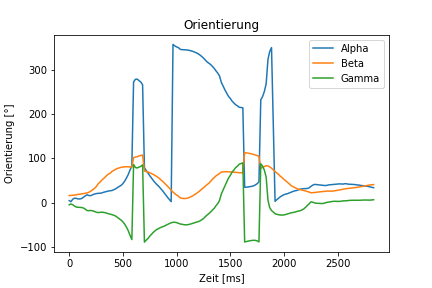 Orientierung
Alpha
Beta
Gamma
Orientierung [°]
300
200
100
0
−100
0
500
1000
1500
2000
2500
Zeit [ms]